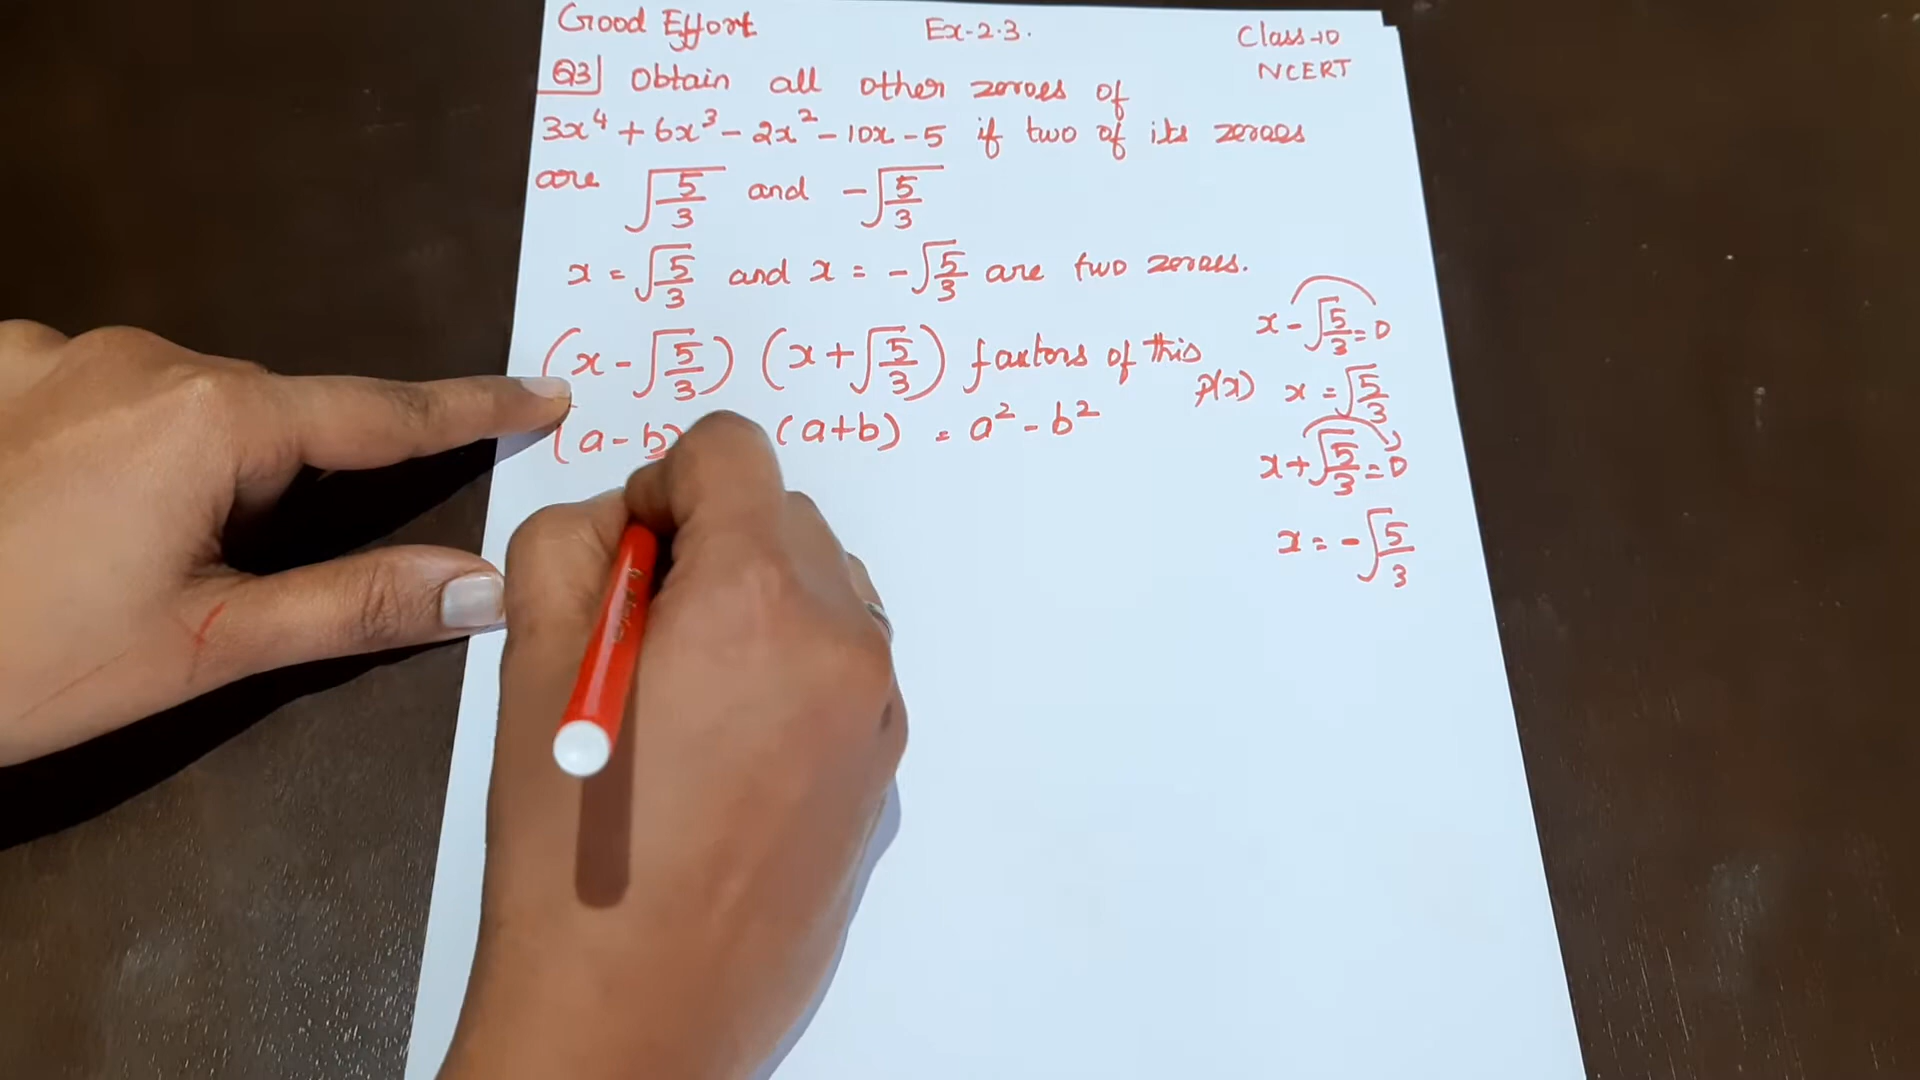 Good Effort Ex-2.3. Class-10
NCERT
Q3] Obtain all other zeroes of
3x⁴ + 6x³ - 2x² - 10x - 5 if two of its zeroes
are √5/3 and -√5/3
x = √5/3 and x = -√5/3 are two zeroes.
(x - √5/3) (x + √5/3) factors of this p(x)
(a - b) (a+b) = a² - b²
x - √5/3 = 0
x = √5/3
x + √5/3 = 0
x = -√5/3